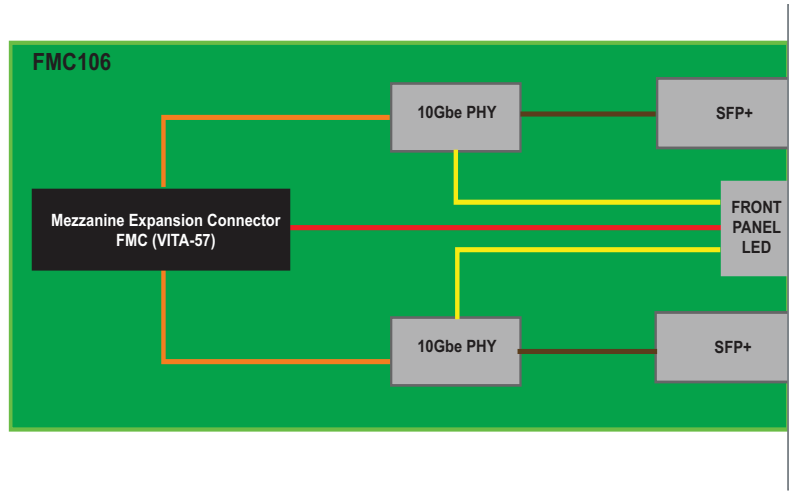 FMC106
10Gbe PHY
SFP+
Mezzanine Expansion Connector
FMC (VITA-57)
FRONT
PANEL
LED
10Gbe PHY
SFP+